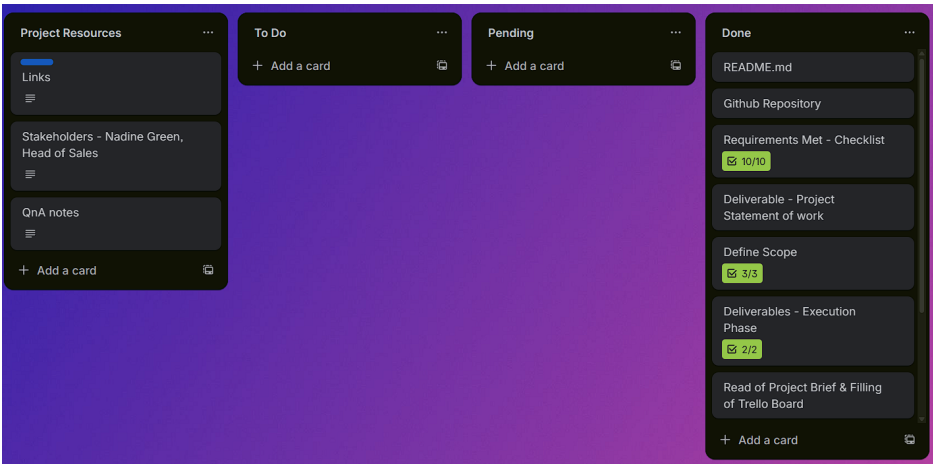 Project Resources
Links
Stakeholders - Nadine Green,
Head of Sales
QnA notes
+ Add a card
To Do
+ Add a card
Pending
+ Add a card
Done
README.md
Github Repository
Requirements Met - Checklist
10/10
Deliverable - Project
Statement of work
Define Scope
3/3
Deliverables - Execution
Phase
2/2
Read of Project Brief & Filling
of Trello Board
+ Add a card